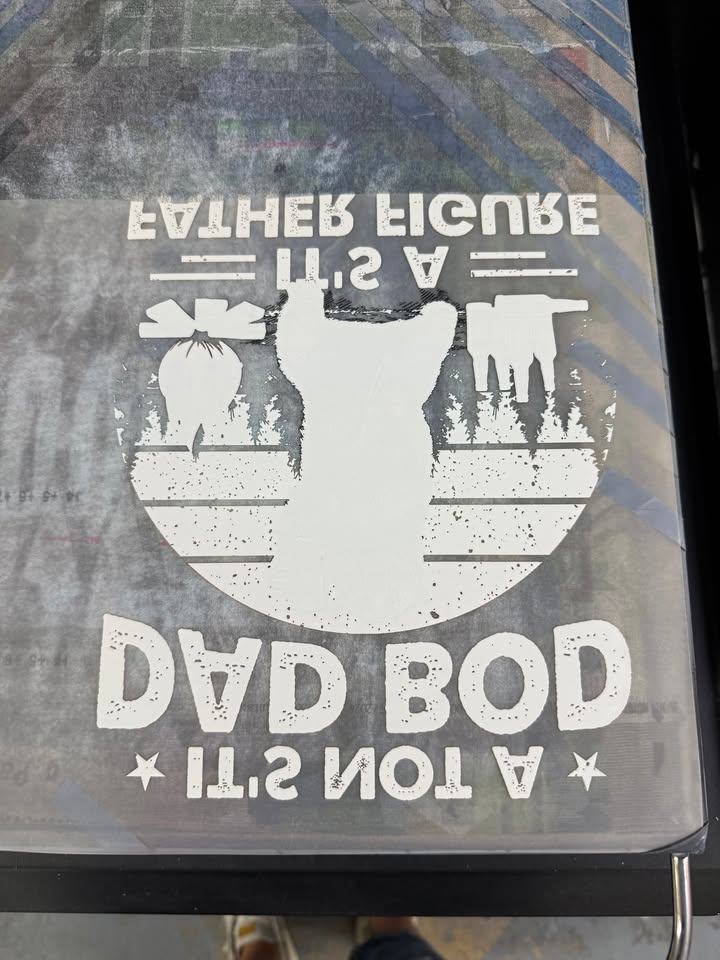 IT'S NOT A
DAD BOD
IT'S A
FATHER FIGURE